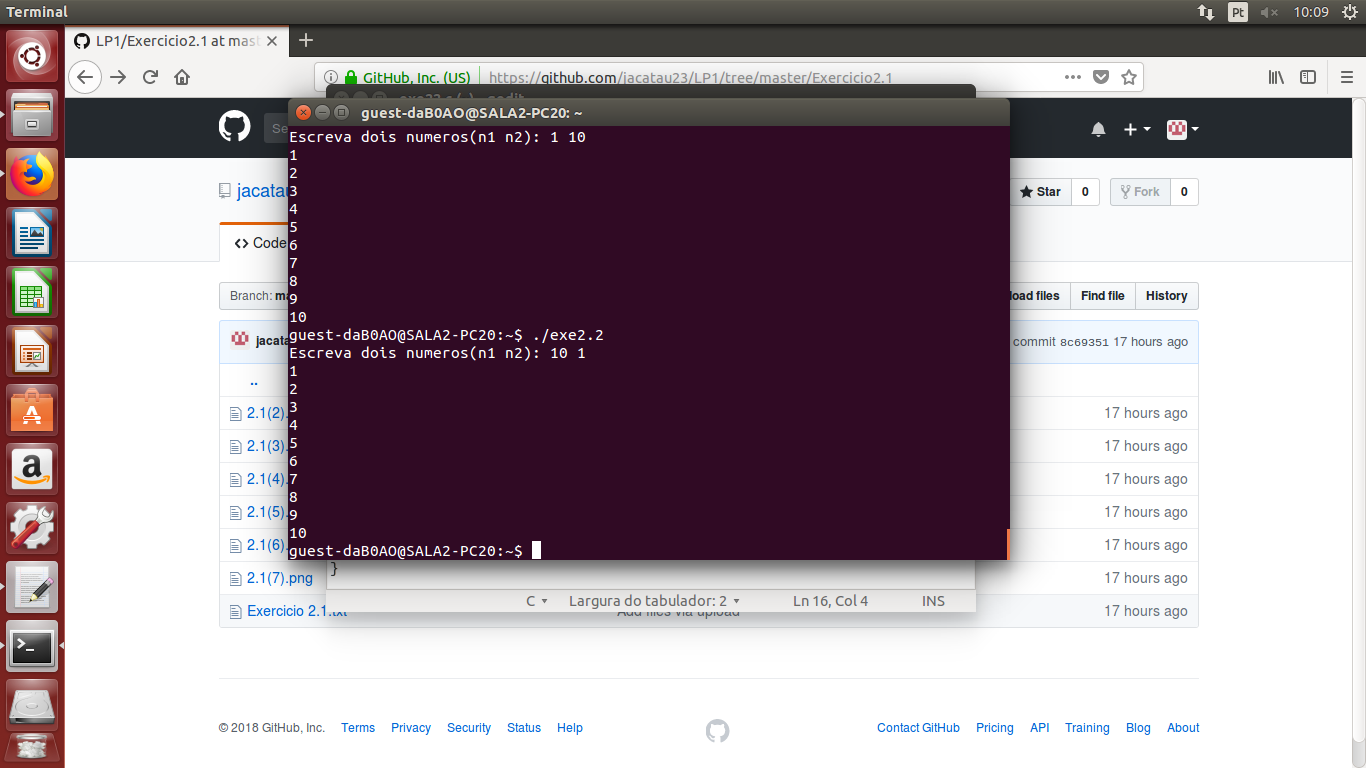 Terminal
Pt
10:09
LP1/Exercicio2.1 at mast
GitHub, Inc. (US)
https://github.com/jacatau23/LP1/tree/master/Exercicio2.1
guest-daB0AO@SALA2-PC20: ~
Escreva dois numeros(n1 n2): 1 10
1
2
3
4
5
6
7
8
9
10
guest-daB0AO@SALA2-PC20:~$ ./exe2.2
Escreva dois numeros(n1 n2): 10 1
1
2
3
4
5
6
7
8
9
10
guest-daB0AO@SALA2-PC20:~$
}
C
Largura do tabulador: 2
Ln 16, Col 4
INS
Se
jacatau
Star 0
Fork 0
Code
Branch: m
load files
Find file
History
jacata
commit 8c69351 17 hours ago
..
2.1(2).
17 hours ago
2.1(3).
17 hours ago
2.1(4).
17 hours ago
2.1(5).
17 hours ago
2.1(6).
17 hours ago
2.1(7).png
17 hours ago
Exercicio 2.1.txt
Add files via upload
17 hours ago
© 2018 GitHub, Inc.
Terms
Privacy
Security
Status
Help
Contact GitHub
Pricing
API
Training
Blog
About